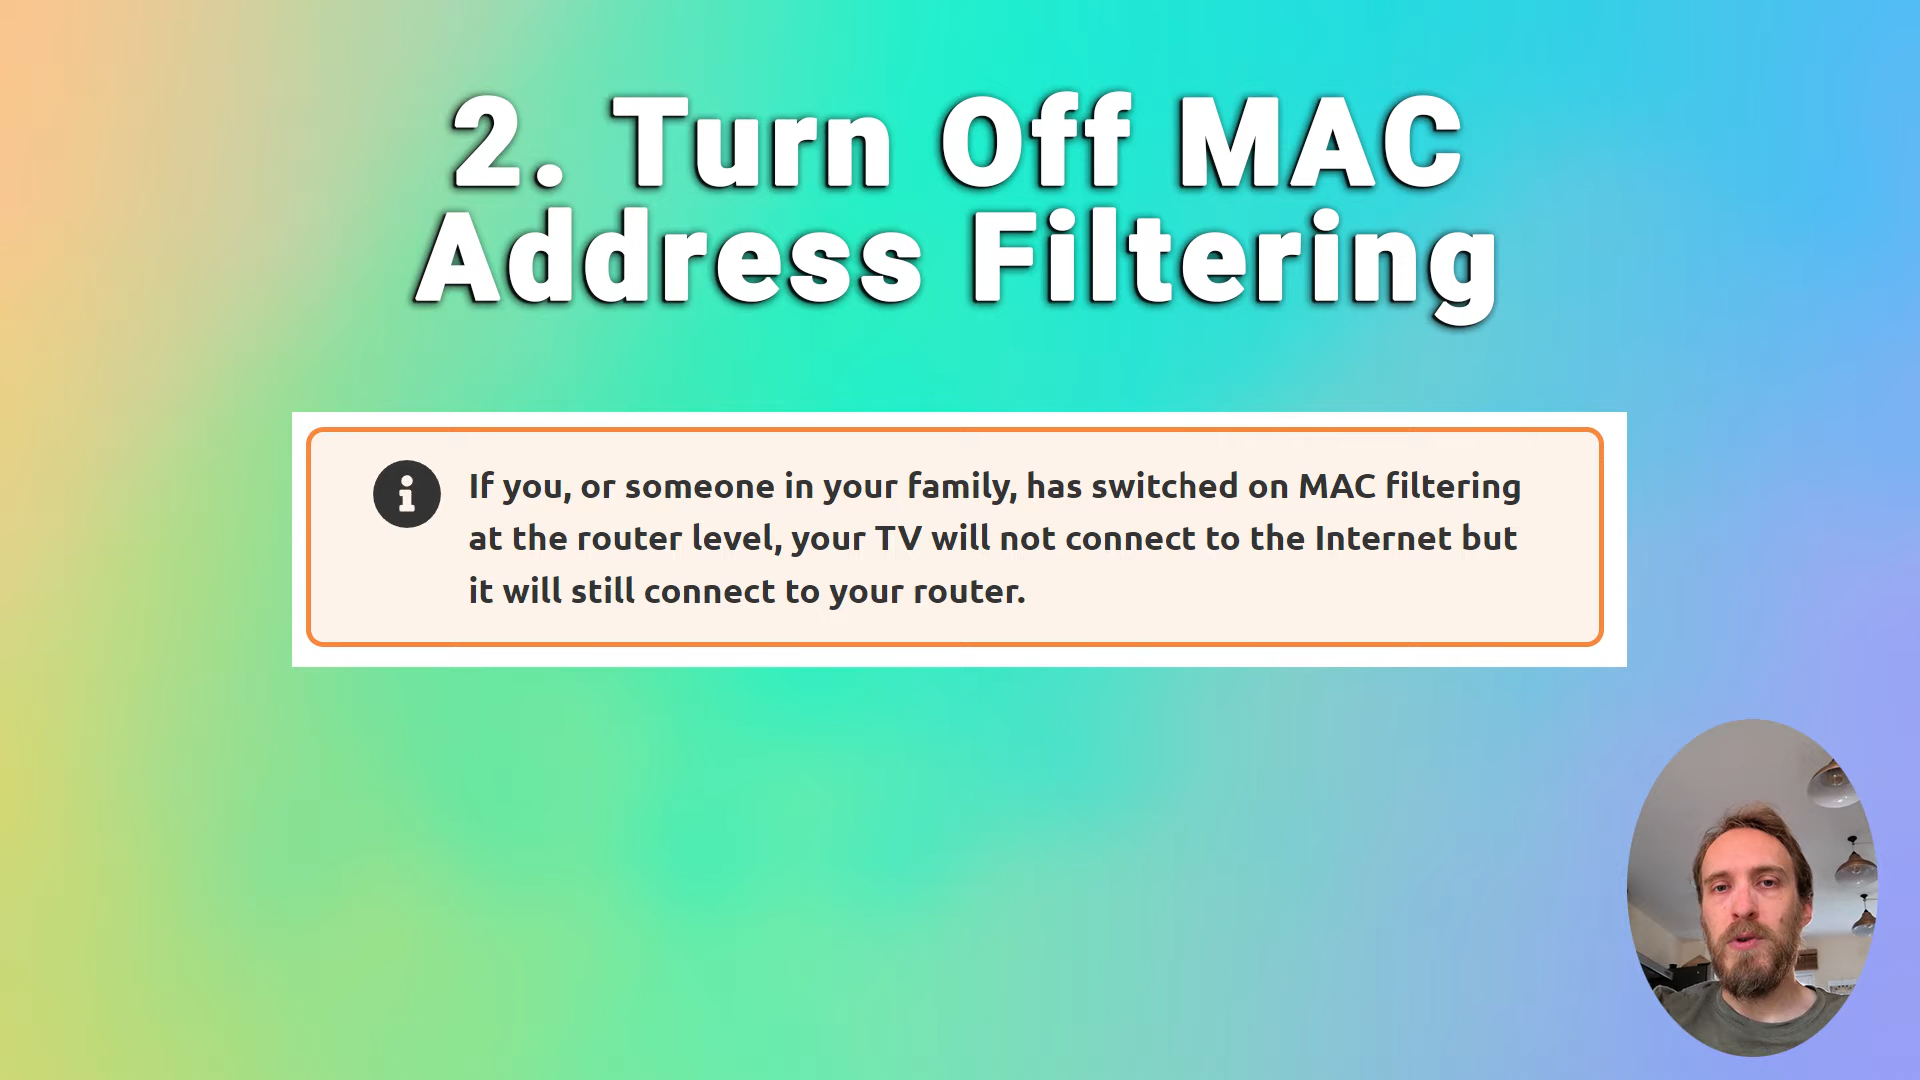 2. Turn Off MAC
Address Filtering
If you, or someone in your family, has switched on MAC filtering
at the router level, your TV will not connect to the Internet but
it will still connect to your router.